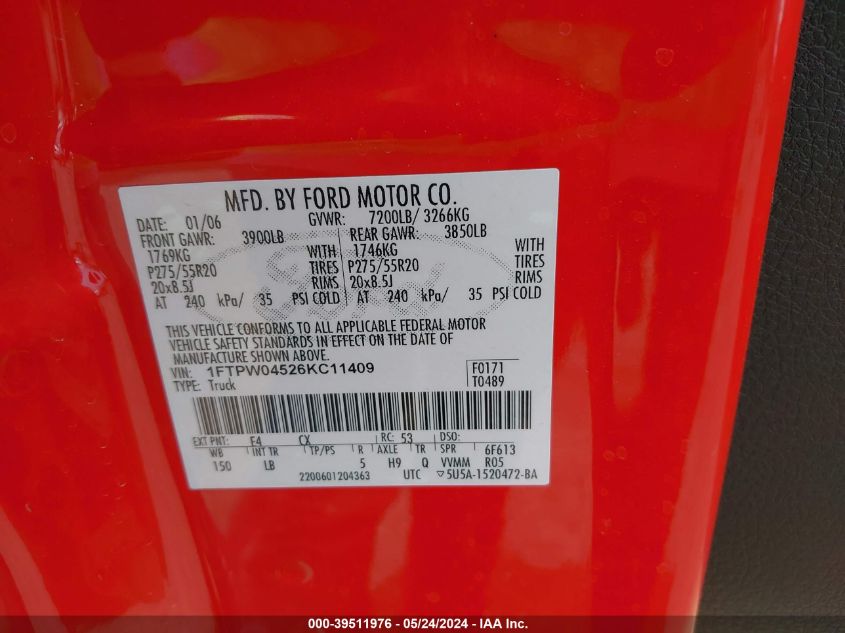 MFD. BY FORD MOTOR CO.
DATE: 01/06 GVWR: 7200LB/ 3266KG
FRONT GAWR: 3900LB REAR GAWR: 3850LB
1769KG WITH 1746KG WITH
P275/55R20 TIRES P275/55R20 TIRES
20x8.5J RIMS 20x8.5J RIMS
AT 240 kPa/ 35 PSI COLD AT 240 kPa/ 35 PSI COLD
THIS VEHICLE CONFORMS TO ALL APPLICABLE FEDERAL MOTOR
VEHICLE SAFETY STANDARDS IN EFFECT ON THE DATE OF
MANUFACTURE SHOWN ABOVE.
VIN: 1FTPW04526KC11409 F0171
TYPE: Truck T0489
EXT PNT: E4 CX RC: 53 DSO:
WB INT TR TP/PS R AXLE TR SPR 6F613
150 LB 5 H9 Q VVMM R05
2200601204363 UTC ▽5U5A-1520472-BA
Ford
000-39511976 - 05/24/2024 - IAA Inc.